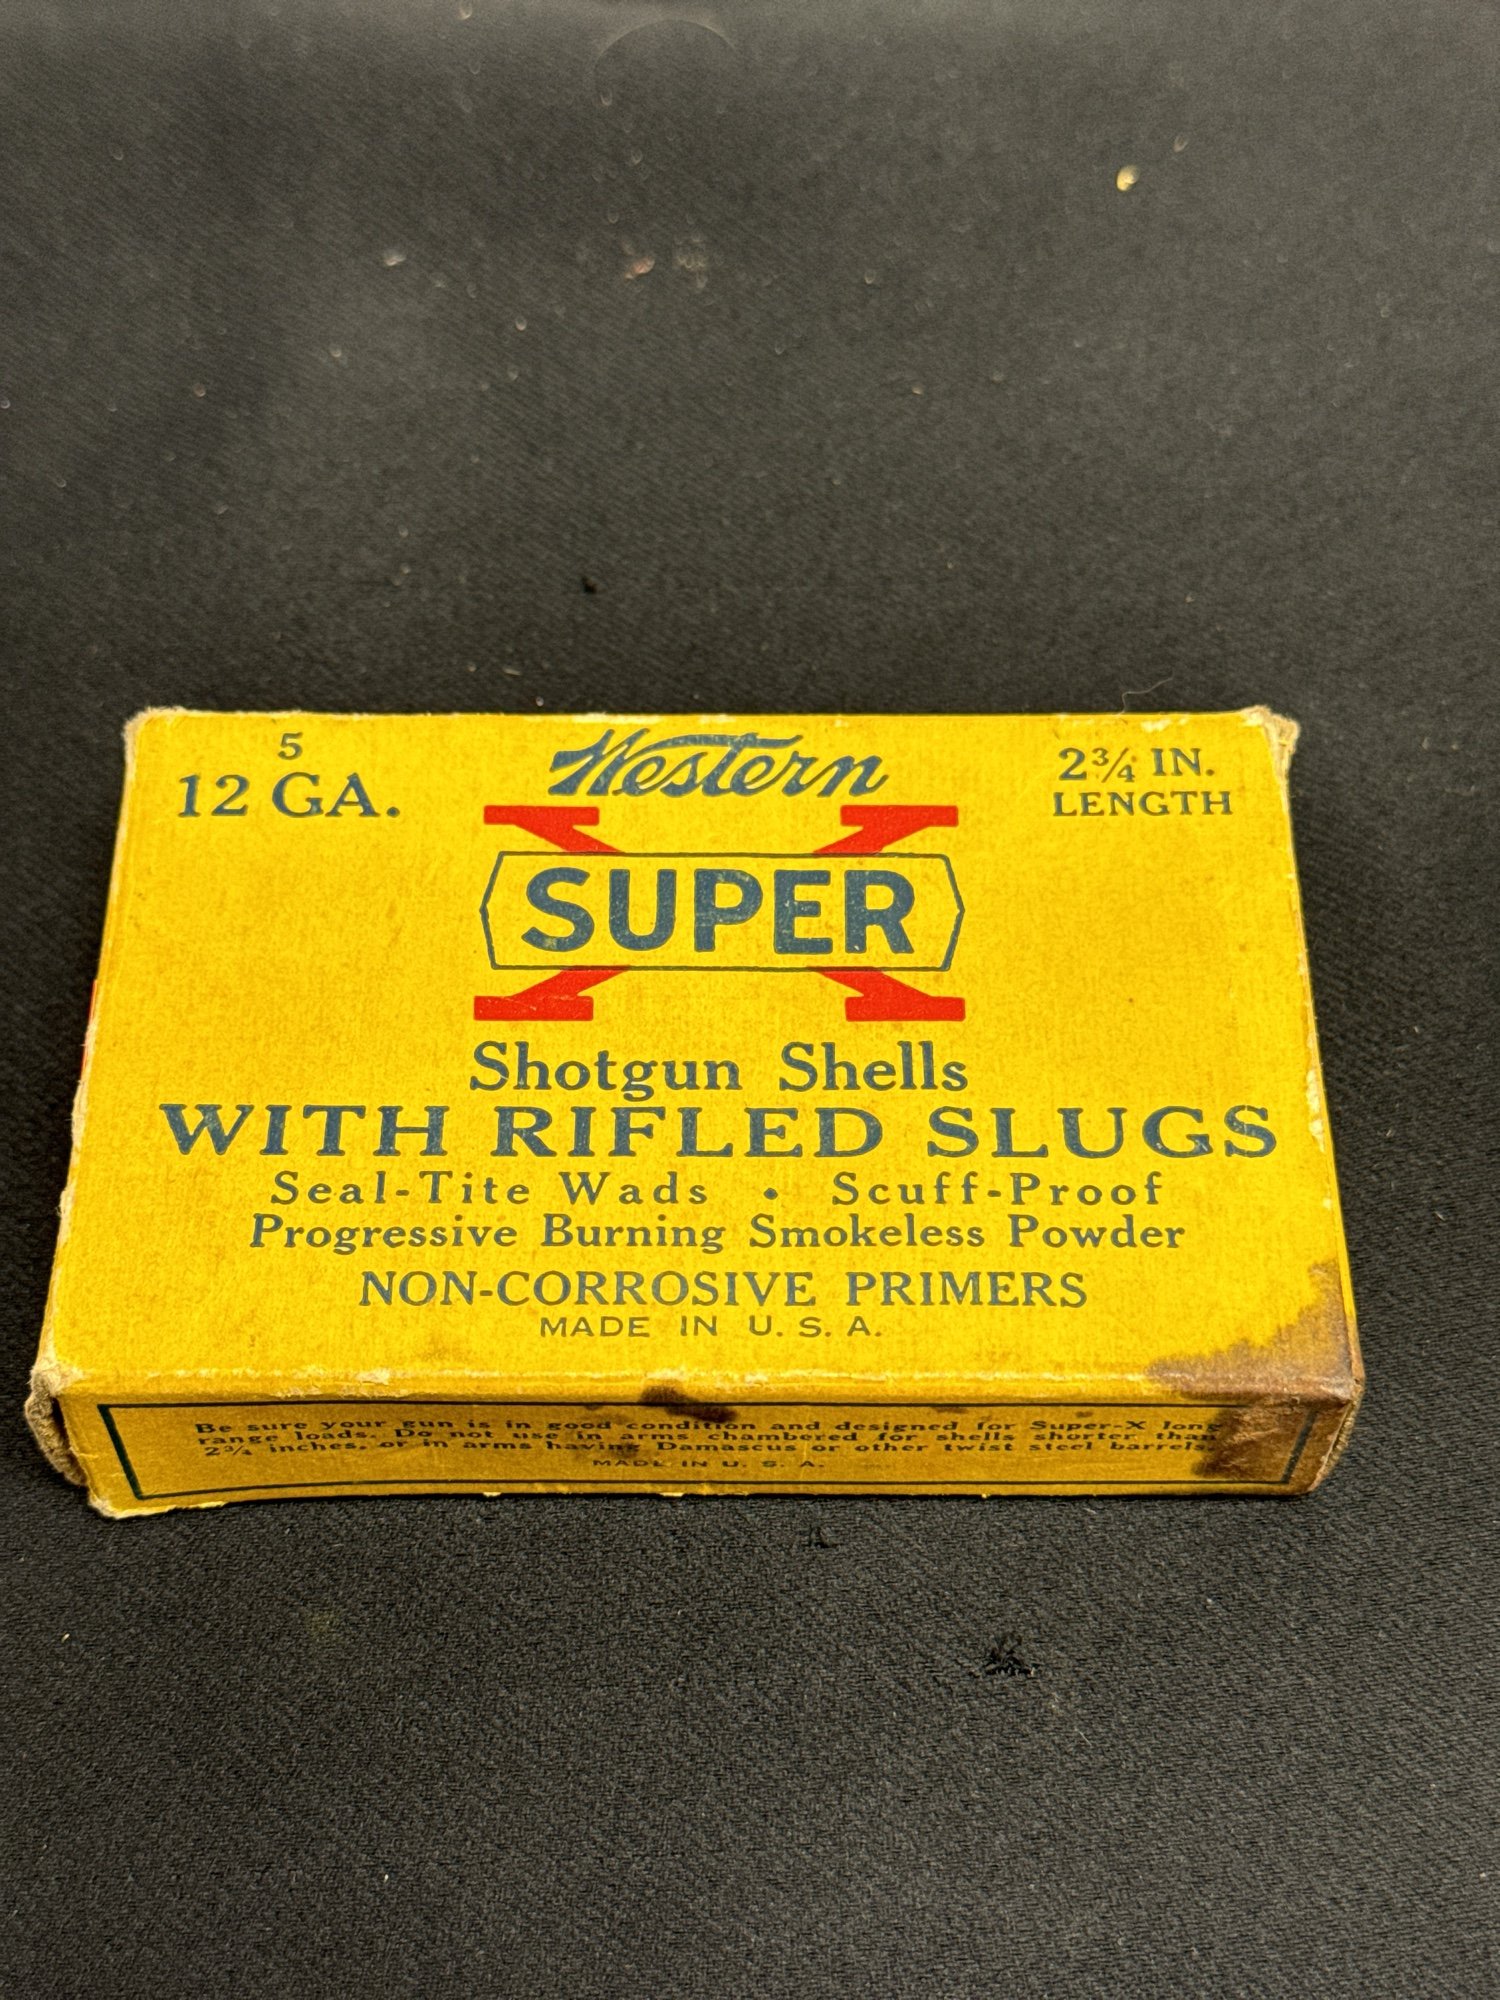 5
12 GA.
Western
SUPER X
2¾ IN.
LENGTH
Shotgun Shells
WITH RIFLED SLUGS
Seal-Tite Wads • Scuff-Proof
Progressive Burning Smokeless Powder
NON-CORROSIVE PRIMERS
MADE IN U. S. A.
Be sure your gun is in good condition and designed for Super-X long
range loads. Do not use in arms chambered for shells shorter than
2¾ inches, or in arms having Damascus or other twist steel barrels.
MADE IN U. S. A.